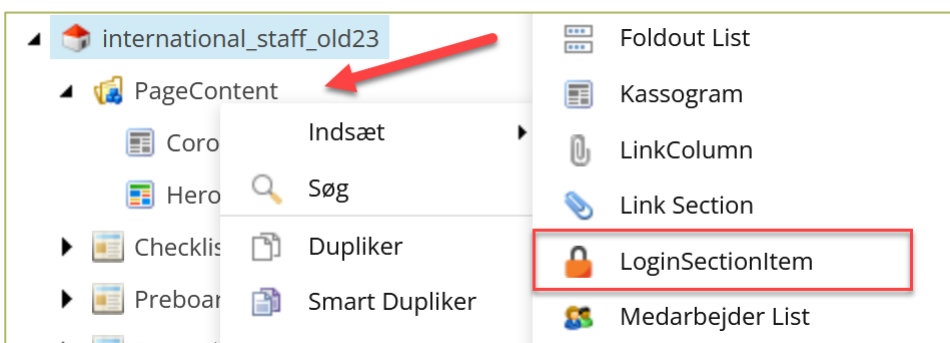 international_staff_old23
PageContent
Coro
Hero
Checklis
Preboar
Indsæt
Søg
Dupliker
Smart Dupliker
Foldout List
Kassogram
LinkColumn
Link Section
LoginSectionItem
Medarbejder List